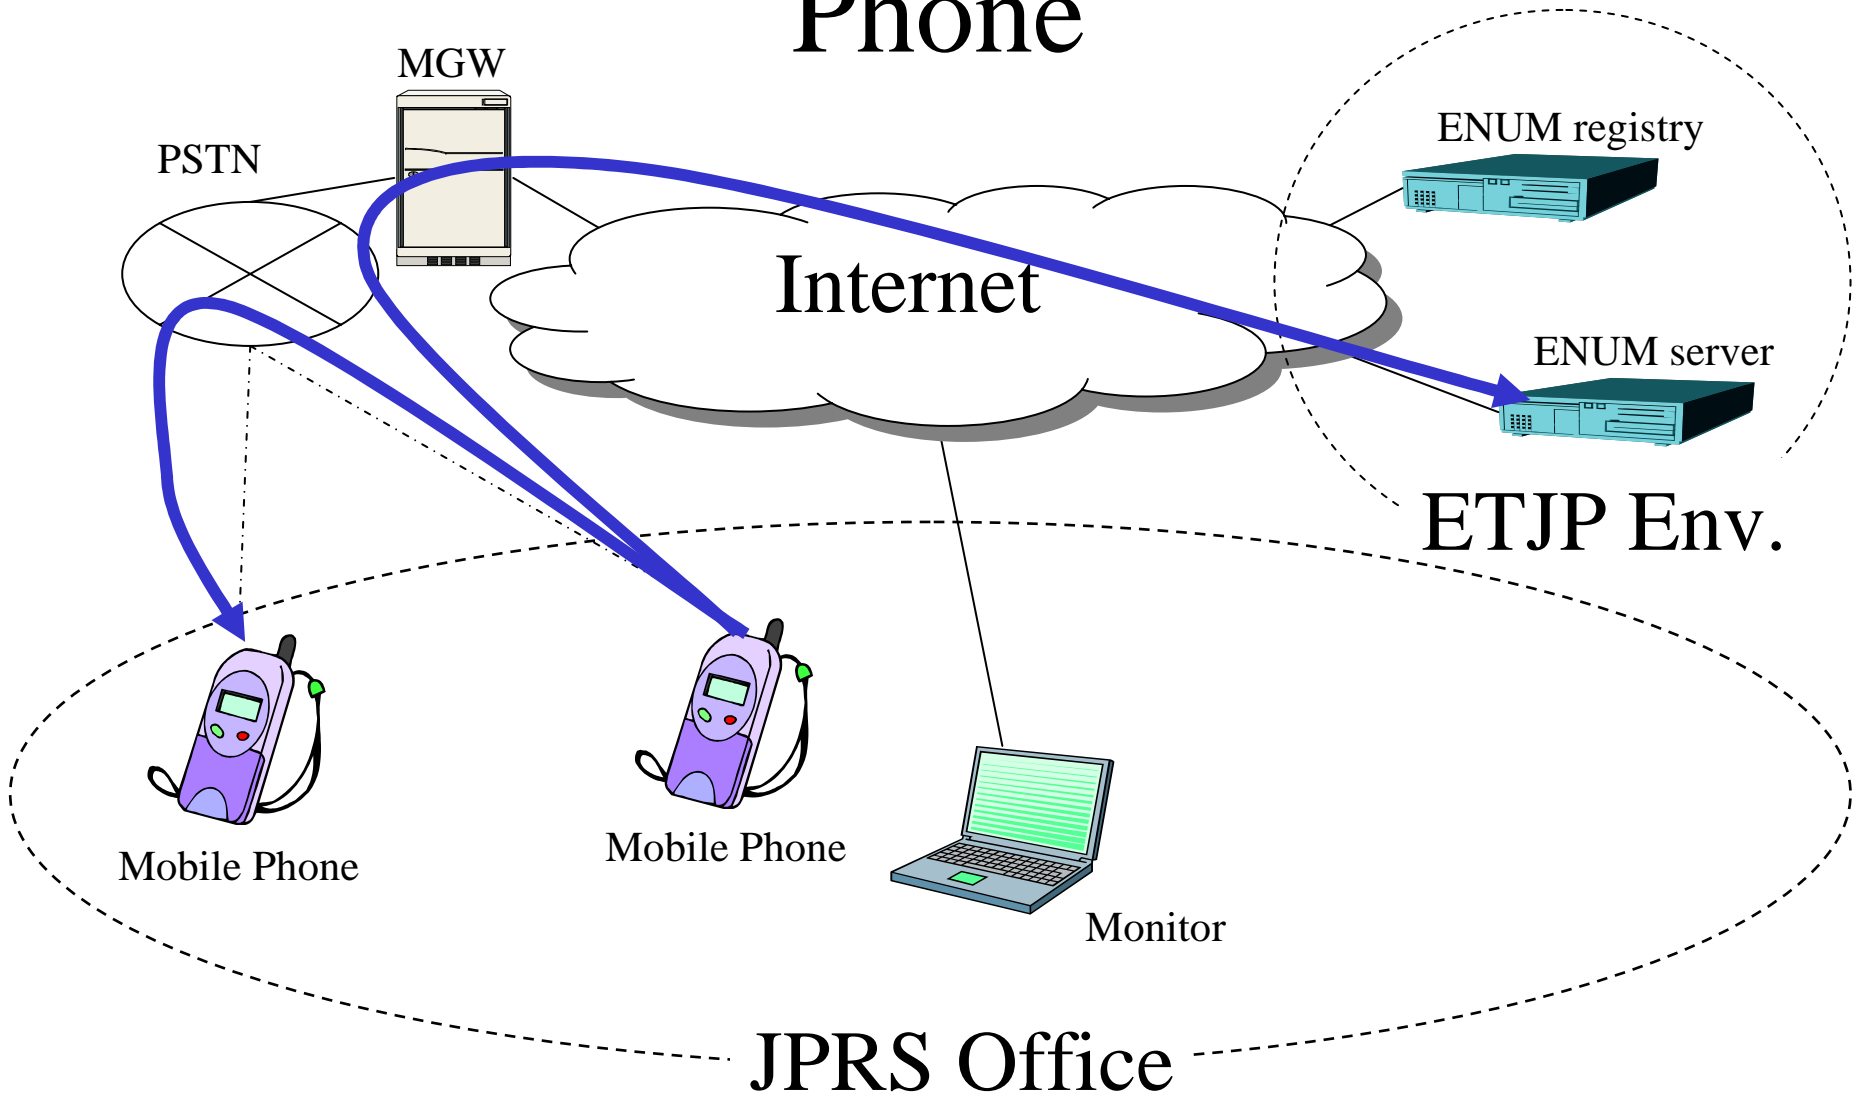 Phone
MGW
PSTN
ENUM registry
Internet
ENUM server
ETJP Env.
Mobile Phone
Mobile Phone
Monitor
JPRS Office